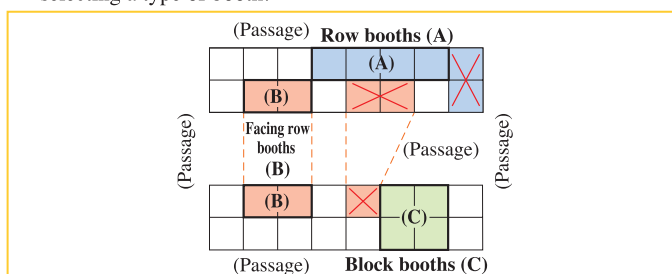 selecting a type of booth.
(Passage)
Row booths (A)
(A)
(B)
Facing row
booths
(B)
(Passage)
(Passage)
(Passage)
(B)
(C)
(Passage)
Block booths (C)